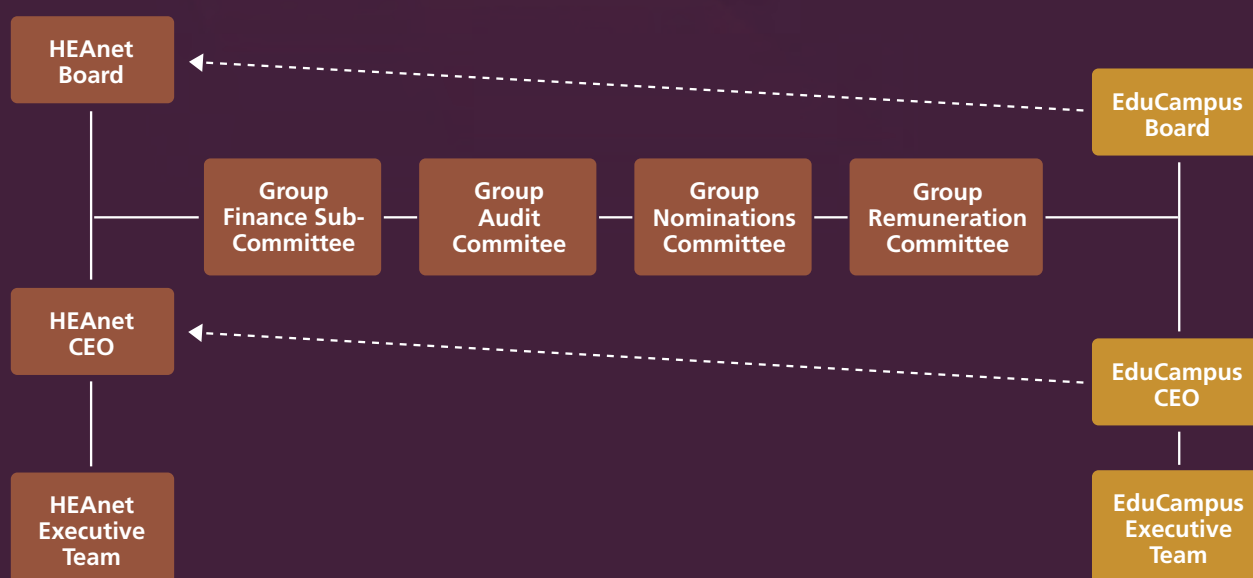 HEAnet
Board
EduCampus
Board
Group
Finance Sub-
Committee
Group
Audit
Commitee
Group
Nominations
Committee
Group
Remuneration
Committee
HEAnet
CEO
EduCampus
CEO
HEAnet
Executive
Team
EduCampus
Executive
Team